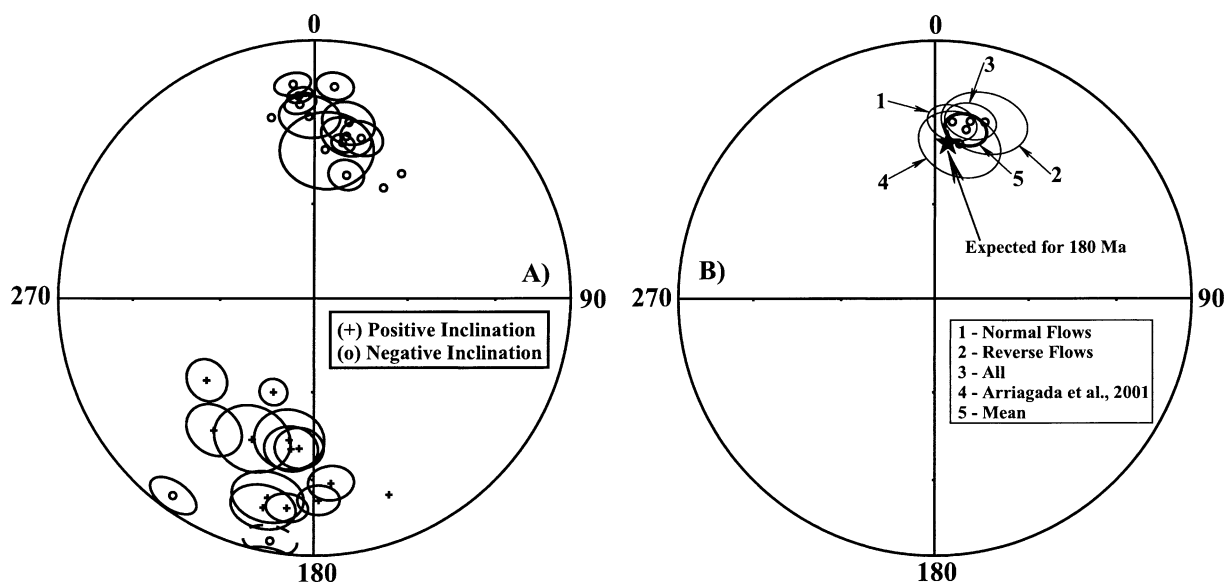 0
A)
270
90
(+) Positive Inclination
(o) Negative Inclination
180
0
3
1
4
5
2
Expected for 180 Ma
B)
270
90
1 - Normal Flows
2 - Reverse Flows
3 - All
4 - Arriagada et al., 2001
5 - Mean
180